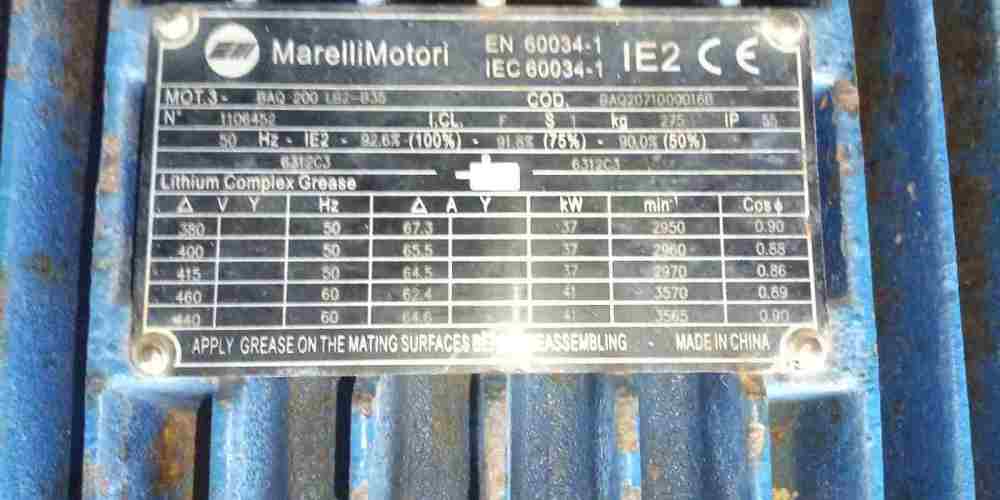 MarelliMotori EN 60034-1 IE2 CE
IEC 60034-1
MOT.3~ BAQ 200 LB2-B35 COD. BAQ2071000016B
N° 1106452 I.CL. F S 1 kg 275 IP 55
50 Hz - IE2 - 92.6% (100%) - 91.8% (75%) - 90.0% (50%)
6312C3 6312C3
Lithium Complex Grease
Δ V Y Hz Δ A Y kW min⁻¹ Cos ϕ
380 50 67.3 37 2950 0.90
400 50 65.5 37 2960 0.88
415 50 64.5 37 2970 0.86
460 60 62.4 41 3570 0.89
440 60 64.6 41 3565 0.90
APPLY GREASE ON THE MATING SURFACES - MADE IN CHINA